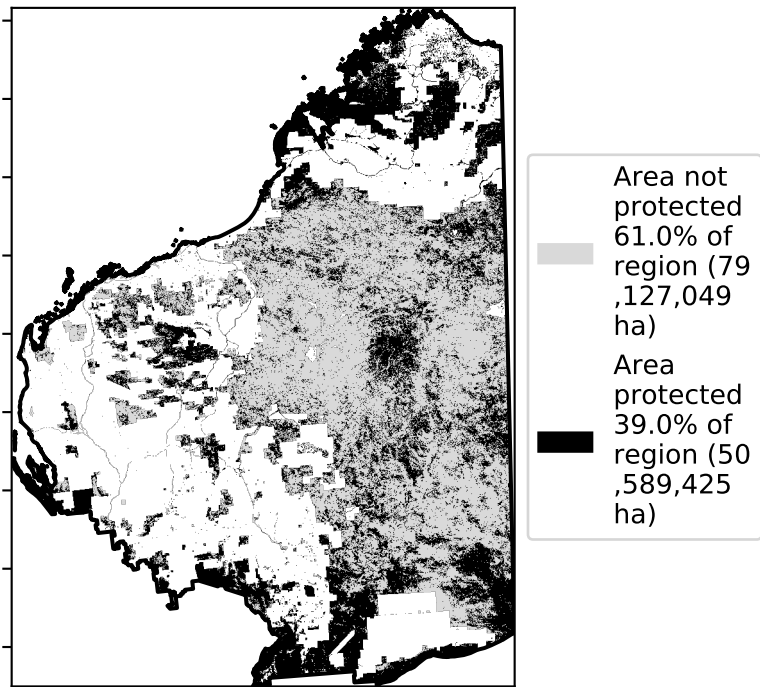 Area not
protected
61.0% of
region (79
,127,049
ha)
Area
protected
39.0% of
region (50
,589,425
ha)